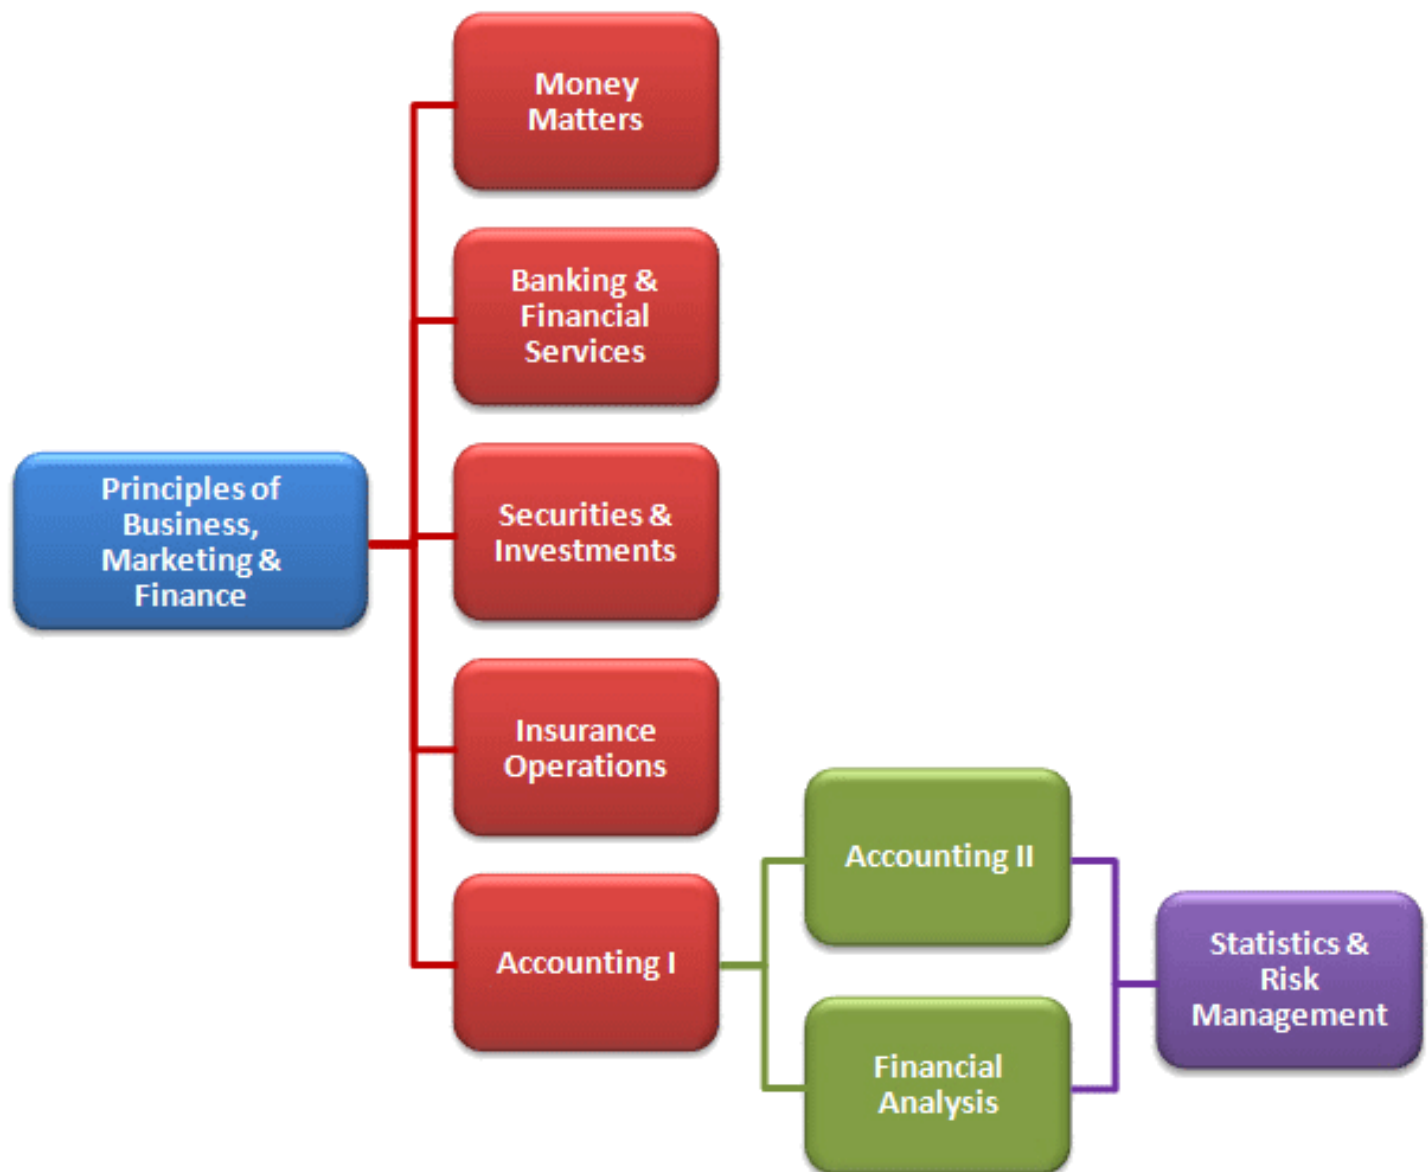 Money
Matters
Banking &
Financial
Services
Principles of
Business,
Marketing &
Finance
Securities &
Investments
Insurance
Operations
Accounting I
Accounting II
Financial
Analysis
Statistics &
Risk
Management